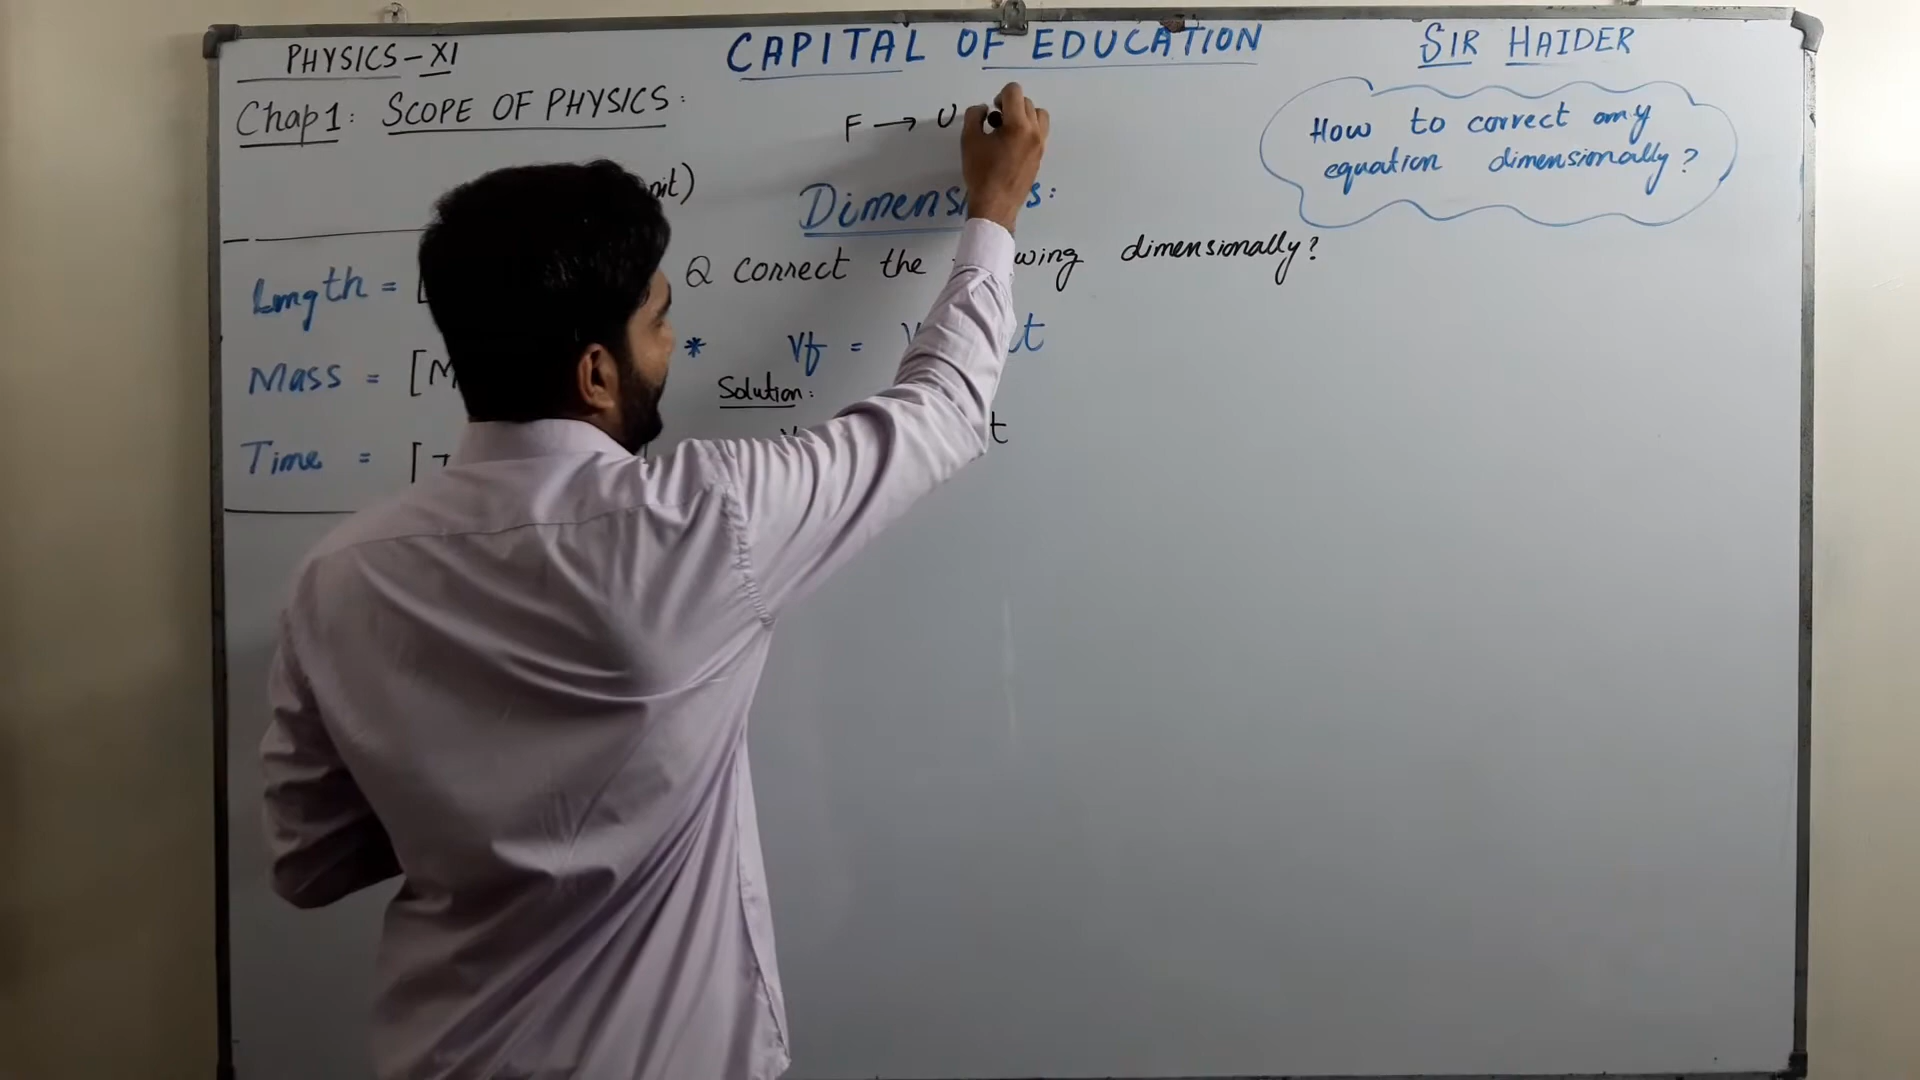 PHYSICS-XI
CAPITAL OF EDUCATION
SIR HAIDER
Chap1: SCOPE OF PHYSICS:
F → U
How to correct any
equation dimensionally?
nit)
Dimens s:
Q correct the wing dimensionally?
Length = [
* Vf = V t
Mass = [M
Solution:
t
Time = [T